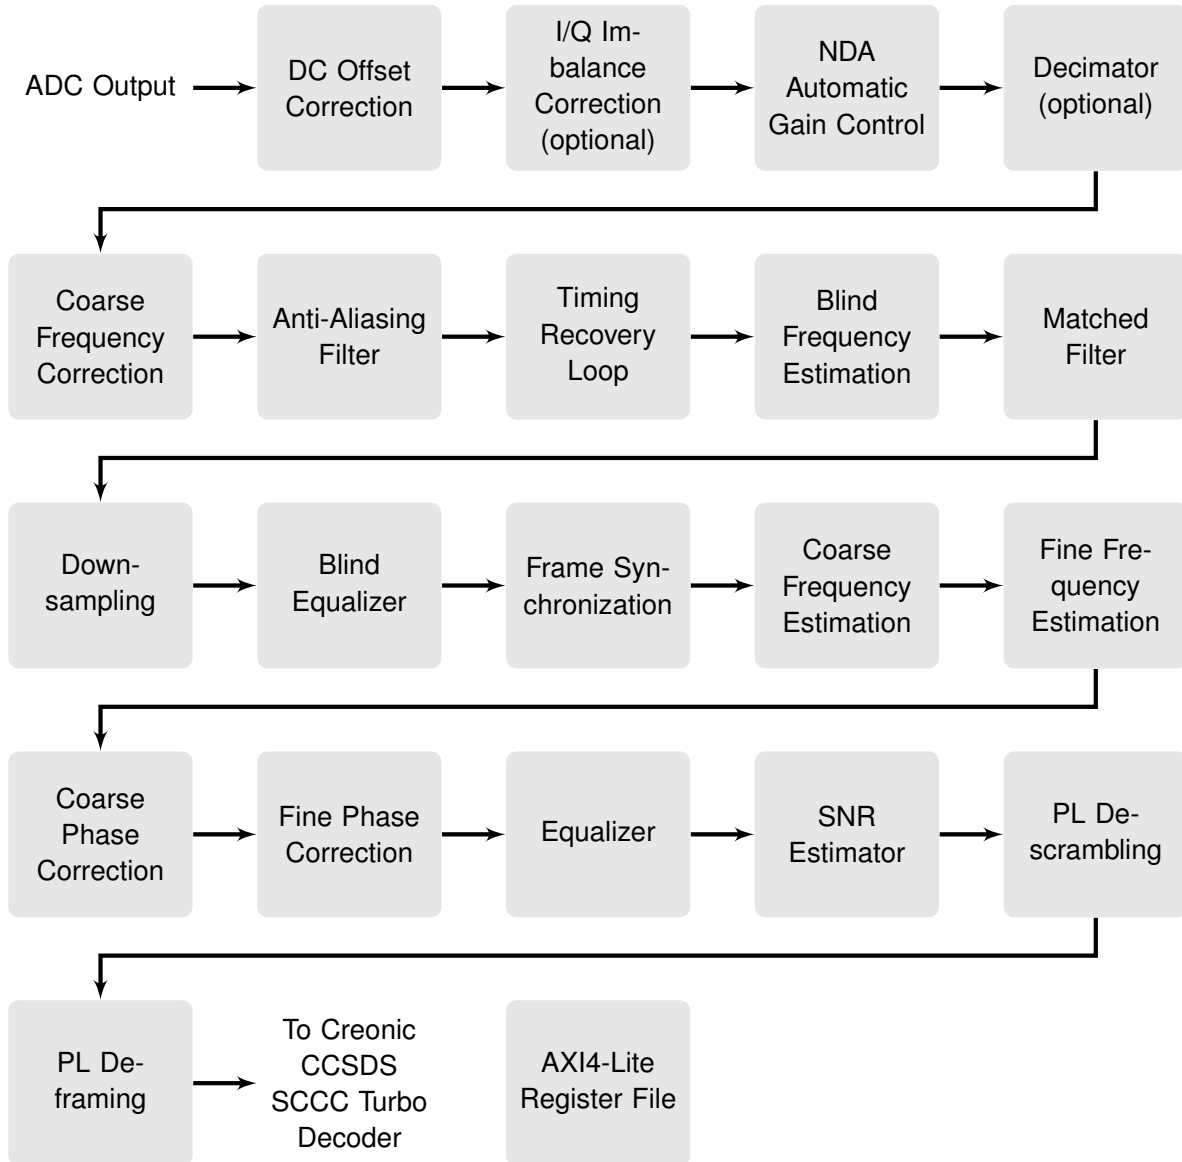 ADC Output
DC Offset
Correction
I/Q Im-
balance
Correction
(optional)
NDA
Automatic
Gain Control
Decimator
(optional)
Coarse
Frequency
Correction
Anti-Aliasing
Filter
Timing
Recovery
Loop
Blind
Frequency
Estimation
Matched
Filter
Down-
sampling
Blind
Equalizer
Frame Syn-
chronization
Coarse
Frequency
Estimation
Fine Fre-
quency
Estimation
Coarse
Phase
Correction
Fine Phase
Correction
Equalizer
SNR
Estimator
PL De-
scrambling
PL De-
framing
To Creonic
CCSDS
SCCC Turbo
Decoder
AXI4-Lite
Register File